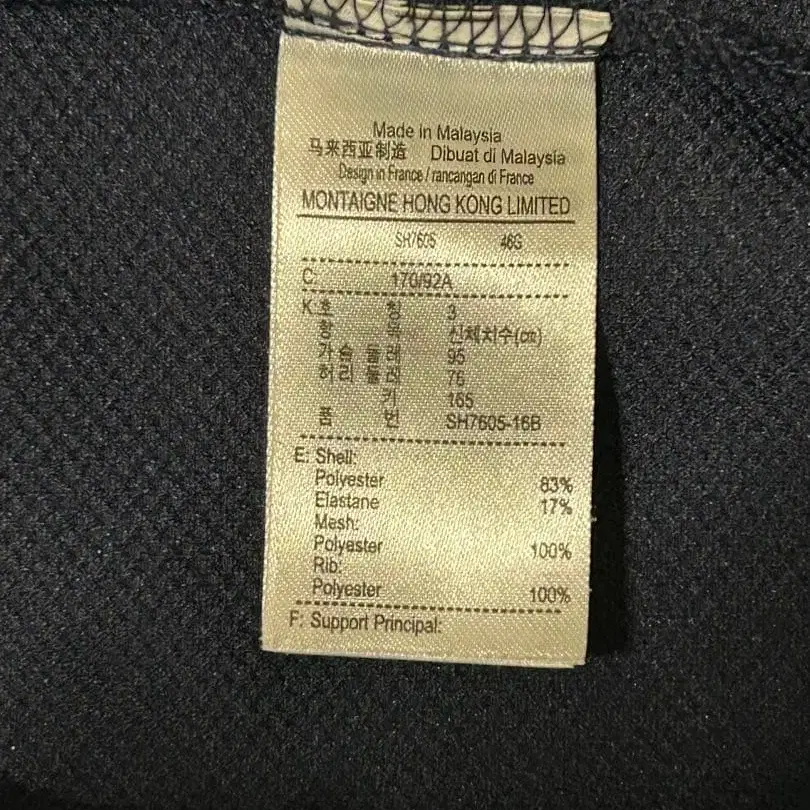 Made in Malaysia
马来西亚制造 Dibuat di Malaysia
Design in France / rancangan di France
MONTAIGNE HONG KONG LIMITED
SH7605 46G
C: 170/92A
K: 호 칭 3
항 목 신체치수(cm)
가 슴 둘 레 95
허 리 둘 레 76
키 165
품 번 SH7605-16B
E: Shell:
Polyester 83%
Elastane 17%
Mesh:
Polyester 100%
Rib:
Polyester 100%
F: Support Principal: